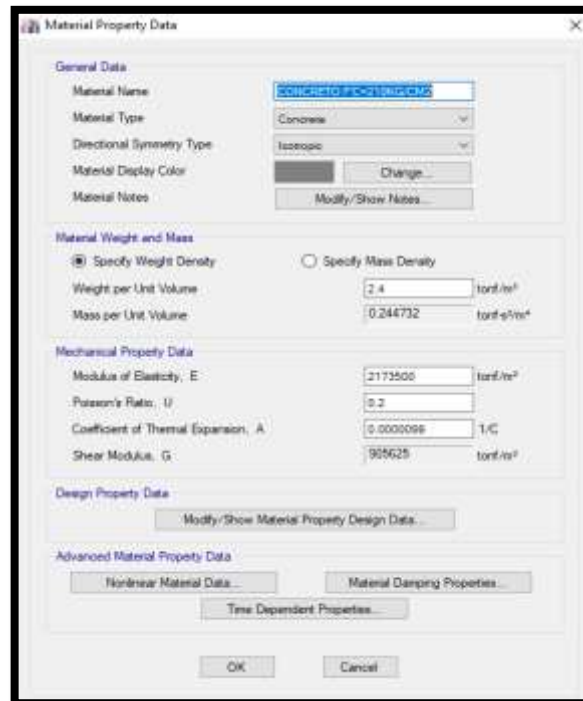 Material Property Data
General Data
Material Name CONCRETO F'C=210KG/CM2
Material Type Concrete
Directional Symmetry Type Isotropic
Material Display Color Change...
Material Notes Modify/Show Notes...
Material Weight and Mass
Specify Weight Density Specify Mass Density
Weight per Unit Volume 2.4 tonf/m³
Mass per Unit Volume 0.244732 tonf-s²/m⁴
Mechanical Property Data
Modulus of Elasticity, E 2173500 tonf/m²
Poisson's Ratio, U 0.2
Coefficient of Thermal Expansion, A 0.0000099 1/C
Shear Modulus, G 905625 tonf/m²
Design Property Data
Modify/Show Material Property Design Data...
Advanced Material Property Data
Nonlinear Material Data... Material Damping Properties...
Time Dependent Properties...
OK Cancel